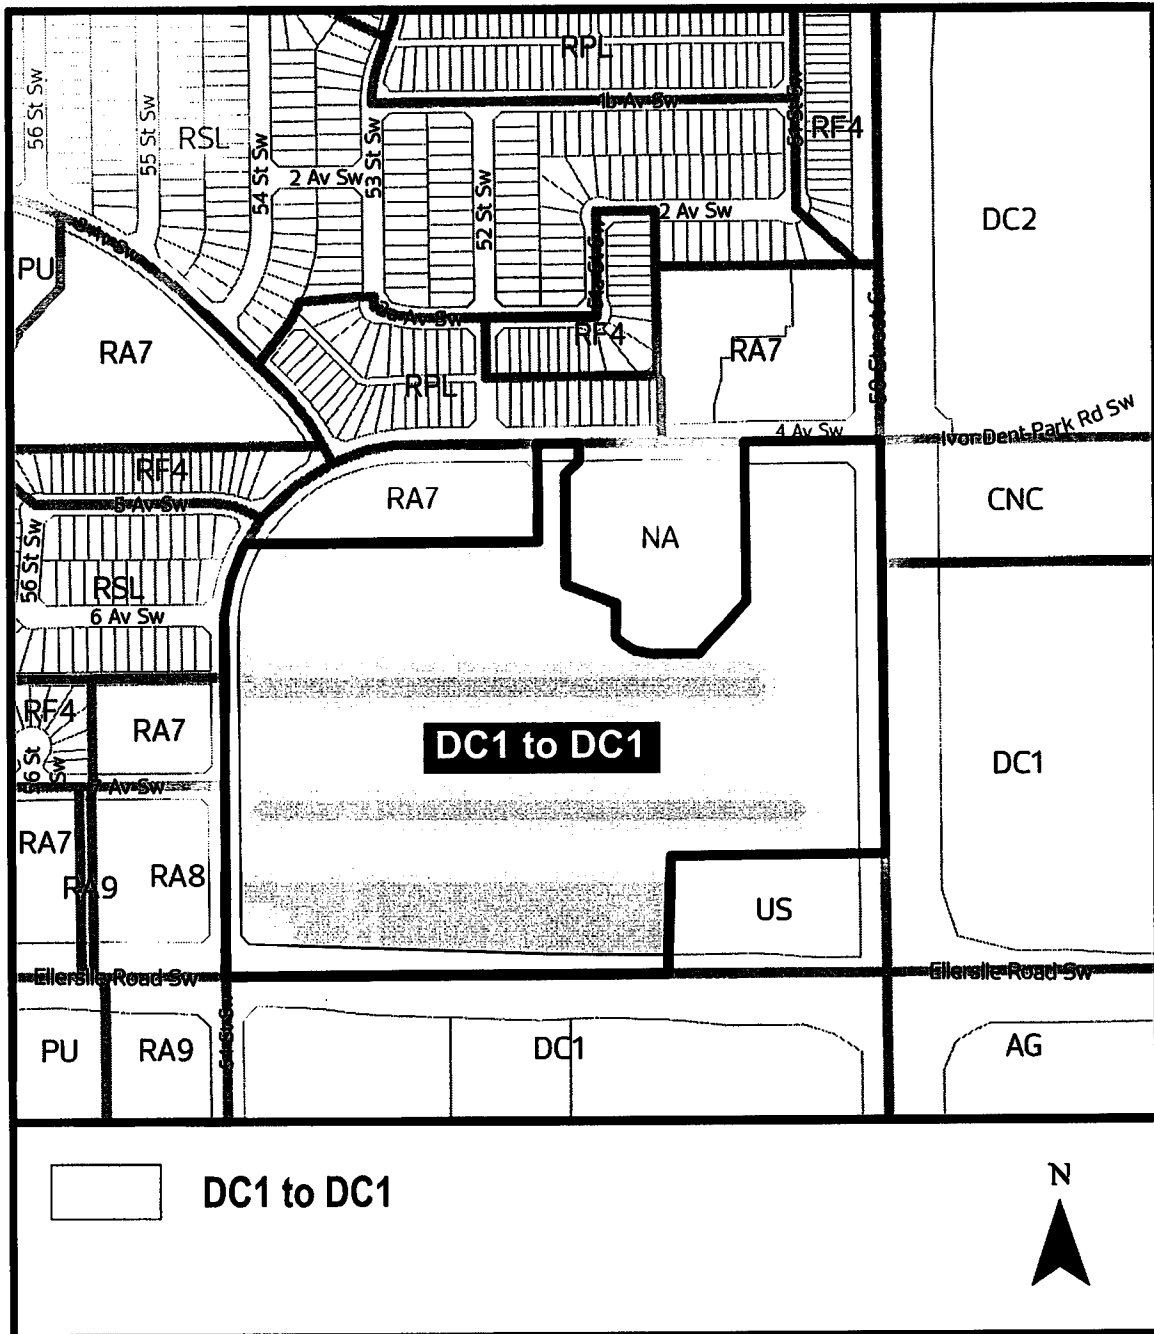 RPL
56 St Sw
55 St Sw
RSL
54 St Sw
53 St Sw
1b Av Sw
51 St Sw
RF4
2 Av Sw
52 St Sw
2 Av Sw
DC2
PU
RA7
RF4
RA7
RPL
4 Av Sw
Ivor Dent Park Rd Sw
RF4
RA7
CNC
5 Av Sw
NA
56 St Sw
RSL
6 Av Sw
RF4
RA7
DC1 to DC1
DC1
Av Sw
RA7
RA9
RA8
US
Ellerslie Road Sw
Ellerslie Road Sw
PU
RA9
DC1
AG
DC1 to DC1
N